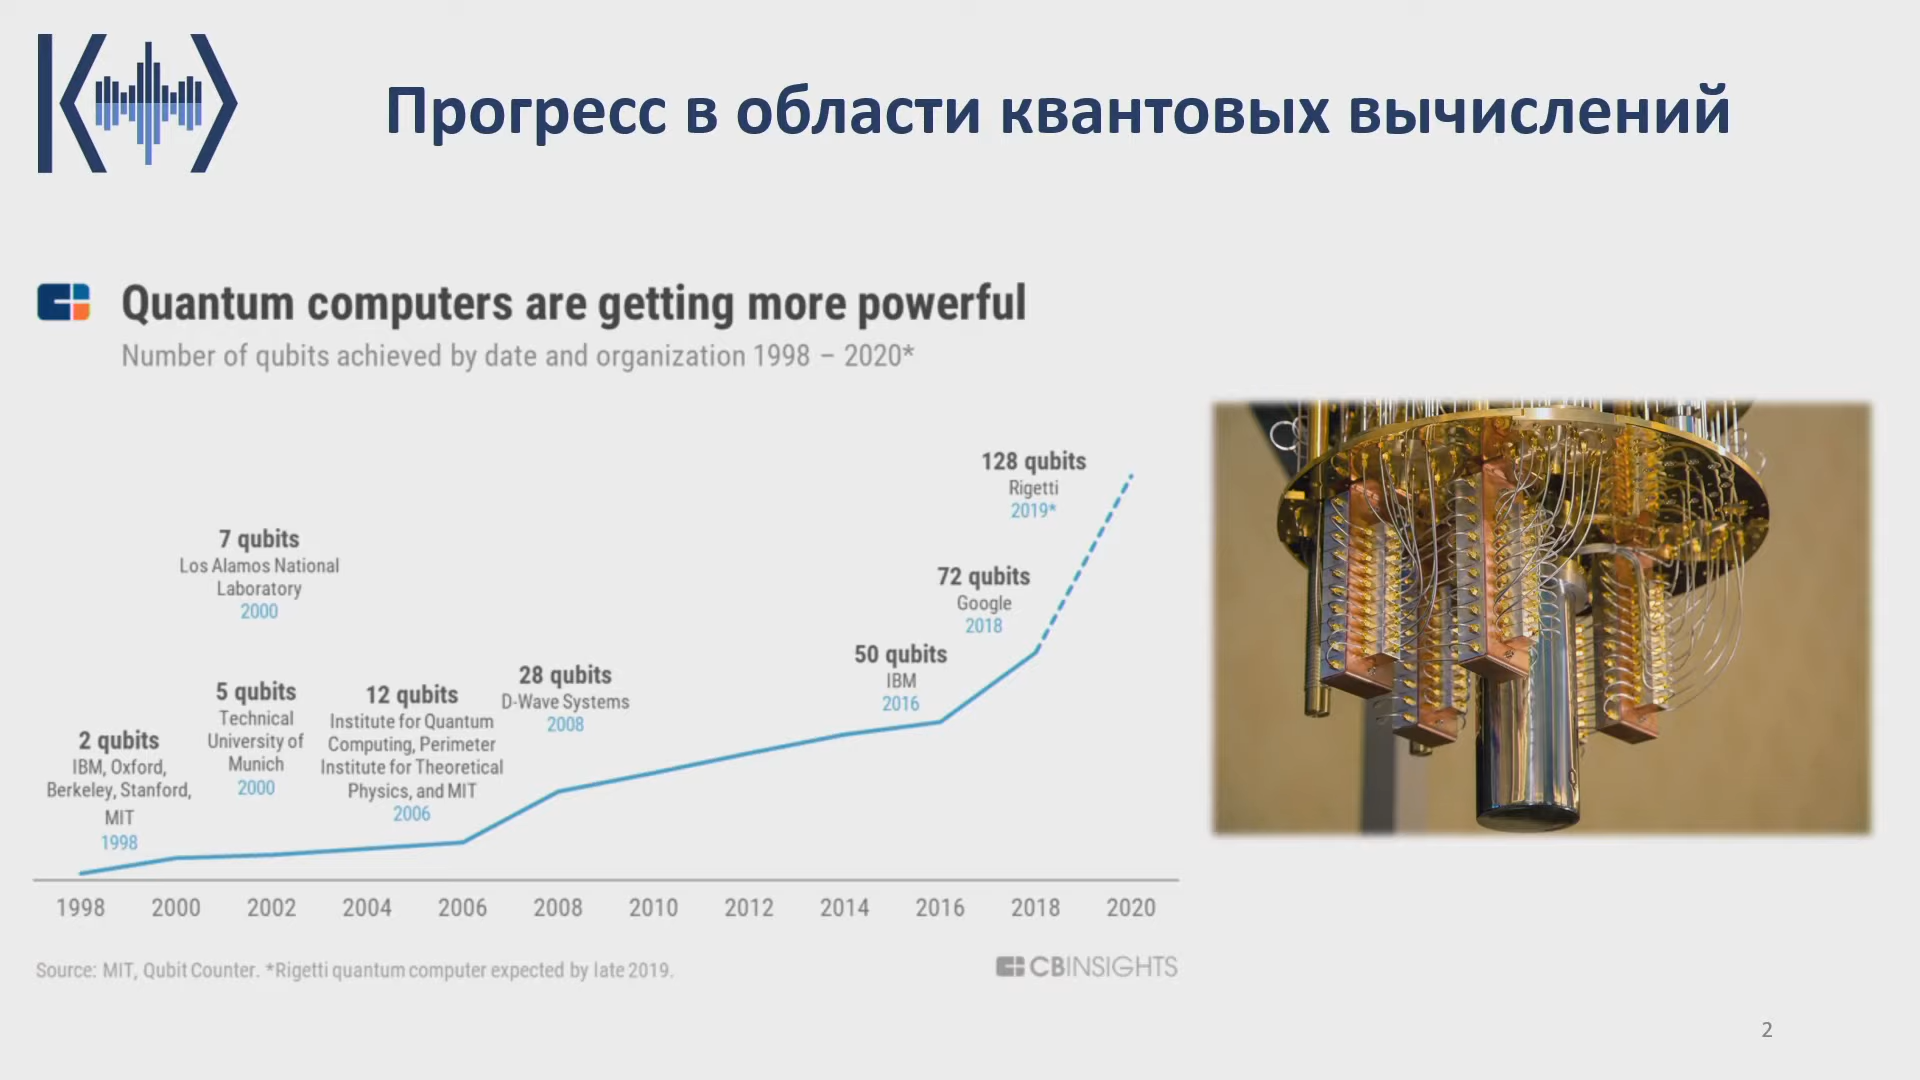 Прогресс в области квантовых вычислений
Quantum computers are getting more powerful
Number of qubits achieved by date and organization 1998 – 2020*
2 qubits
IBM, Oxford,
Berkeley, Stanford,
MIT
1998
7 qubits
Los Alamos National
Laboratory
2000
5 qubits
Technical
University of
Munich
2000
12 qubits
Institute for Quantum
Computing, Perimeter
Institute for Theoretical
Physics, and MIT
2006
28 qubits
D-Wave Systems
2008
50 qubits
IBM
2016
72 qubits
Google
2018
128 qubits
Rigetti
2019*
1998 2000 2002 2004 2006 2008 2010 2012 2014 2016 2018 2020
Source: MIT, Qubit Counter. *Rigetti quantum computer expected by late 2019.
CBINSIGHTS
2